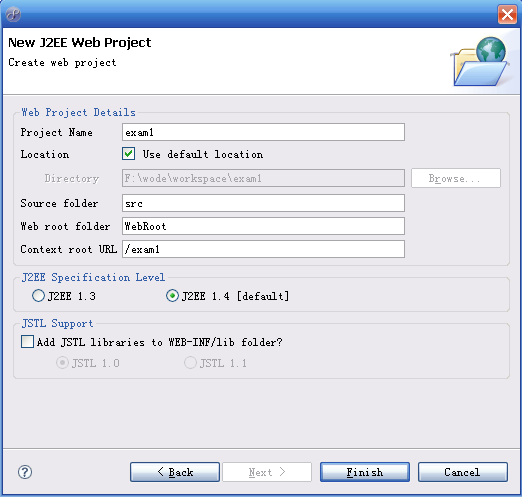 New J2EE Web Project
Create web project
Web Project Details
Project Name exam1
Location Use default location
Directory F:\wode\workspace\exam1 Browse...
Source folder src
Web root folder WebRoot
Context root URL /exam1
J2EE Specification Level
J2EE 1.3 J2EE 1.4 [default]
JSTL Support
Add JSTL libraries to WEB-INF/lib folder?
JSTL 1.0 JSTL 1.1
? < Back Next > Finish Cancel